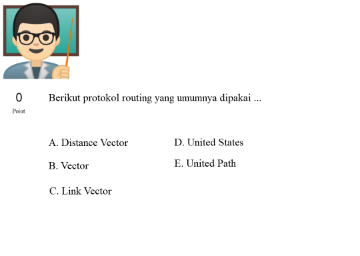 0
Point
Berikut protokol routing yang umumnya dipakai ...
A. Distance Vector
B. Vector
C. Link Vector
D. United States
E. United Path